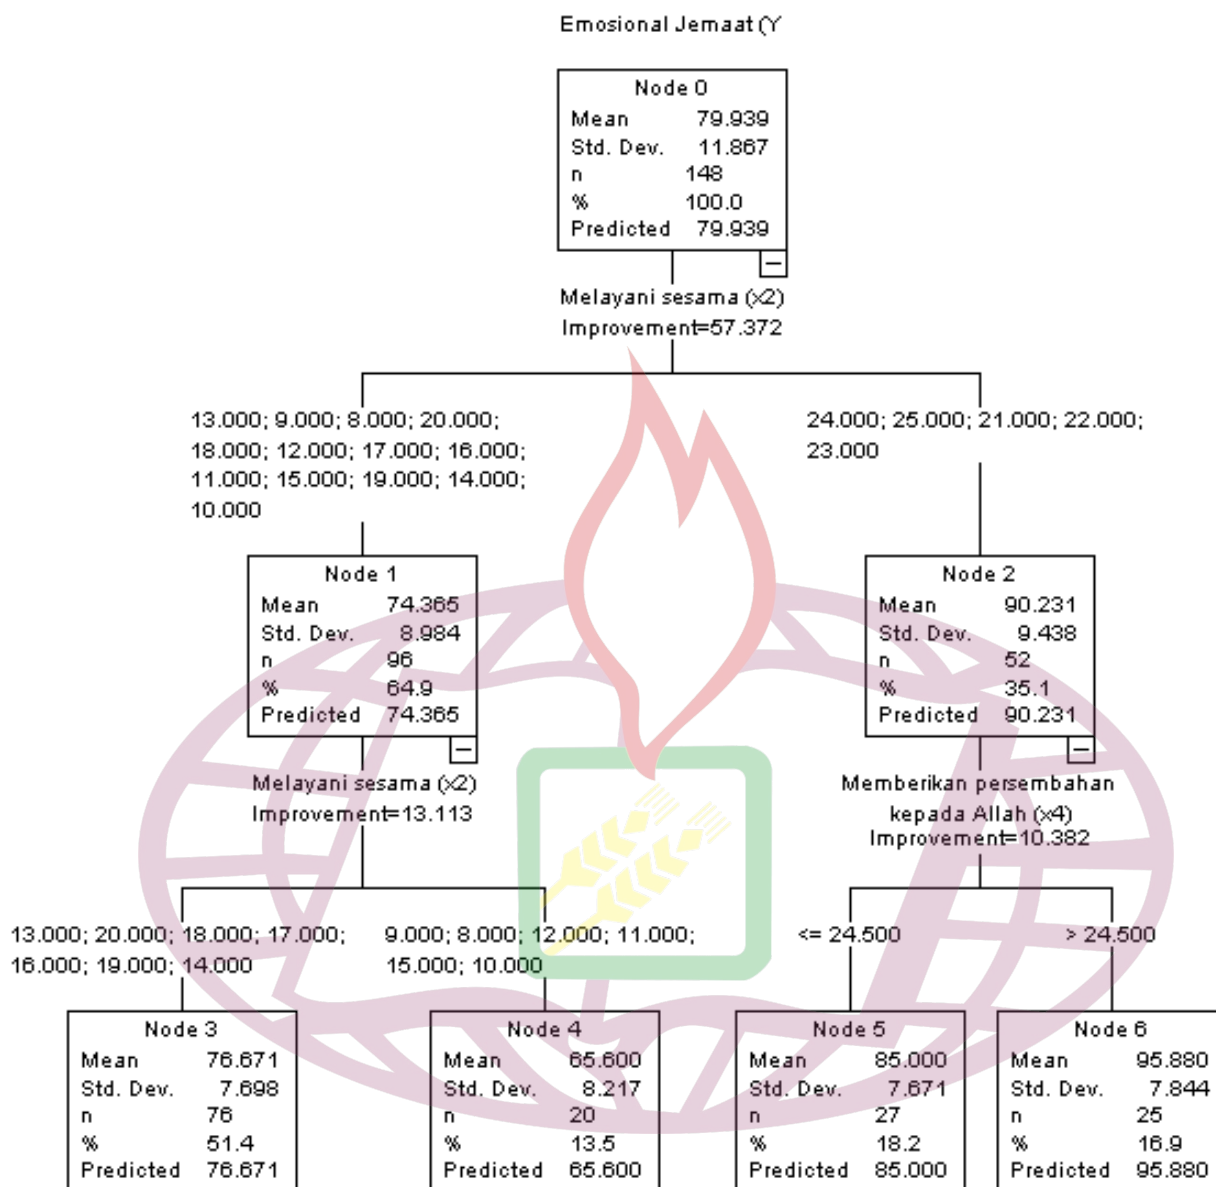 Emosional Jemaat (Y
Node 0
Mean 79.939
Std. Dev. 11.867
n 148
% 100.0
Predicted 79.939
Melayani sesama (x2)
Improvement=57.372
13.000; 9.000; 8.000; 20.000;
18.000; 12.000; 17.000; 16.000;
11.000; 15.000; 19.000; 14.000;
10.000
24.000; 25.000; 21.000; 22.000;
23.000
Node 1
Mean 74.365
Std. Dev. 8.984
n 96
% 64.9
Predicted 74.365
Node 2
Mean 90.231
Std. Dev. 9.438
n 52
% 35.1
Predicted 90.231
Melayani sesama (x2)
Improvement=13.113
Memberikan persembahan
kepada Allah (x4)
Improvement=10.382
13.000; 20.000; 18.000; 17.000;
16.000; 19.000; 14.000
9.000; 8.000; 12.000; 11.000;
15.000; 10.000
<= 24.500
> 24.500
Node 3
Mean 76.671
Std. Dev. 7.698
n 76
% 51.4
Predicted 76.671
Node 4
Mean 65.600
Std. Dev. 8.217
n 20
% 13.5
Predicted 65.600
Node 5
Mean 85.000
Std. Dev. 7.671
n 27
% 18.2
Predicted 85.000
Node 6
Mean 95.880
Std. Dev. 7.844
n 25
% 16.9
Predicted 95.880